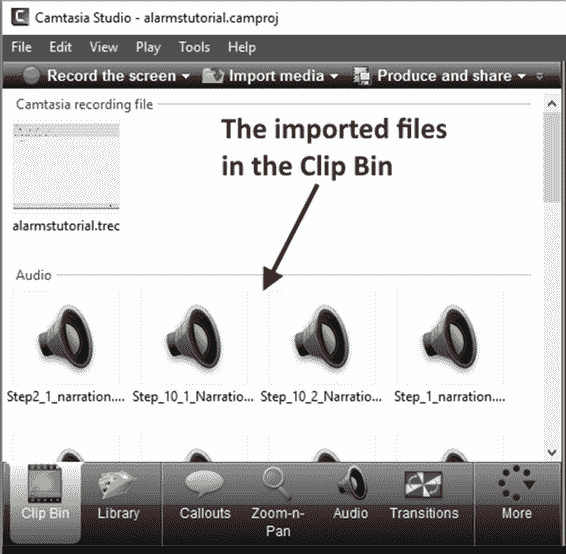 Camtasia Studio - alarmstutorial.camproj
File Edit View Play Tools Help
Record the screen Import media Produce and share
Camtasia recording file
The imported files
in the Clip Bin
alarmstutorial.trec
Audio
Step2_1_narration.... Step_10_1_Narratio... Step_10_2_Narratio... Step_1_narration....
Clip Bin Library Callouts Zoom-n- Audio Transitions More
Pan